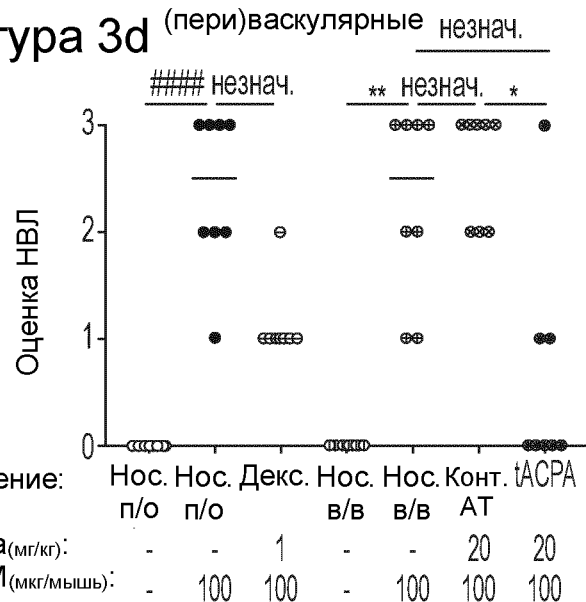 гура 3d (пери)васкулярные
незнач.
#### незнач. ** незнач. *
3
2
1
0
Оценка НВЛ
ение: Нос. п/о Нос. п/о Декс. Нос. в/в Нос. в/в Конт. АТ tACPA
а(мг/кг): - - 1 - - 20 20
М(мкг/мышь): - 100 100 - 100 100 100